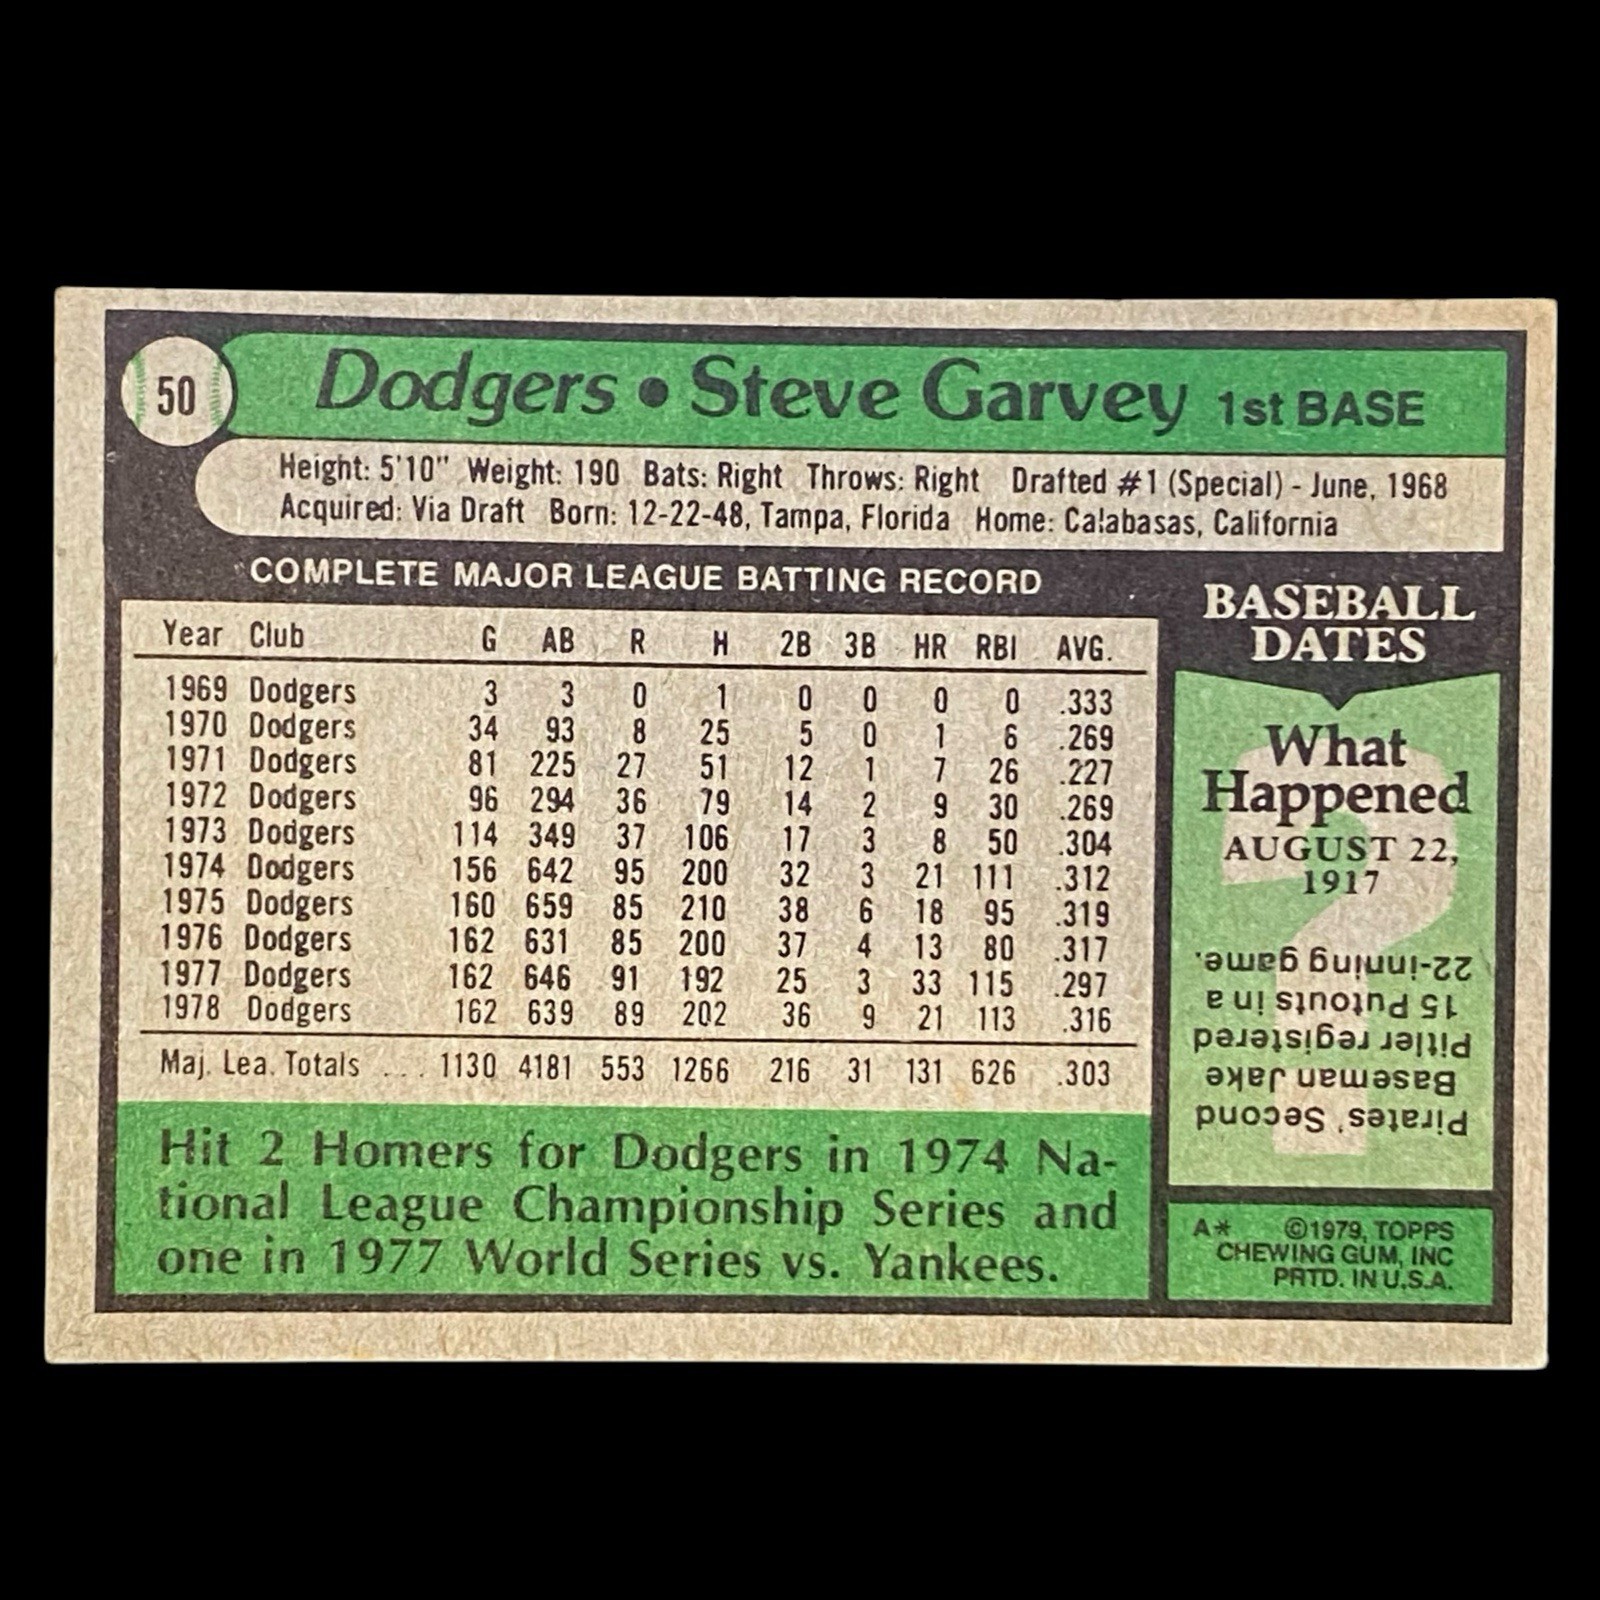 50
Dodgers • Steve Garvey 1st BASE
Height: 5'10" Weight: 190 Bats: Right Throws: Right Drafted #1 (Special) - June, 1968
Acquired: Via Draft Born: 12-22-48, Tampa, Florida Home: Calabasas, California
COMPLETE MAJOR LEAGUE BATTING RECORD
Year Club G AB R H 2B 3B HR RBI AVG.
1969 Dodgers 3 3 0 1 0 0 0 0 .333
1970 Dodgers 34 93 8 25 5 0 1 6 .269
1971 Dodgers 81 225 27 51 12 1 7 26 .227
1972 Dodgers 96 294 36 79 14 2 9 30 .269
1973 Dodgers 114 349 37 106 17 3 8 50 .304
1974 Dodgers 156 642 95 200 32 3 21 111 .312
1975 Dodgers 160 659 85 210 38 6 18 95 .319
1976 Dodgers 162 631 85 200 37 4 13 80 .317
1977 Dodgers 162 646 91 192 25 3 33 115 .297
1978 Dodgers 162 639 89 202 36 9 21 113 .316
Maj. Lea. Totals ... 1130 4181 553 1266 216 31 131 626 .303
Hit 2 Homers for Dodgers in 1974 Na-
tional League Championship Series and
one in 1977 World Series vs. Yankees.
BASEBALL
DATES
What
Happened
AUGUST 22,
1917
Pirates' Second
Baseman Jake
Pitler registered
15 Putouts in a
22-inning game.
A* ©1979, TOPPS
CHEWING GUM, INC
PRTD. IN U.S.A.